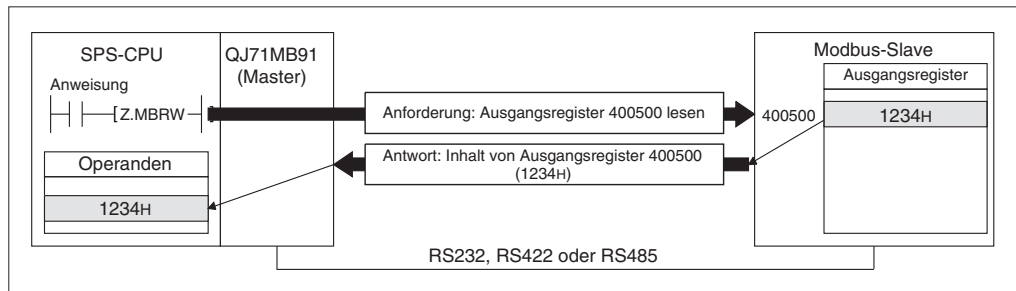 SPS-CPU
QJ71MB91
(Master)
Anweisung
Z.MBRW
Operanden
1234H
Anforderung: Ausgangsregister 400500 lesen
Antwort: Inhalt von Ausgangsregister 400500
(1234H)
Modbus-Slave
Ausgangsregister
400500
1234H
RS232, RS422 oder RS485